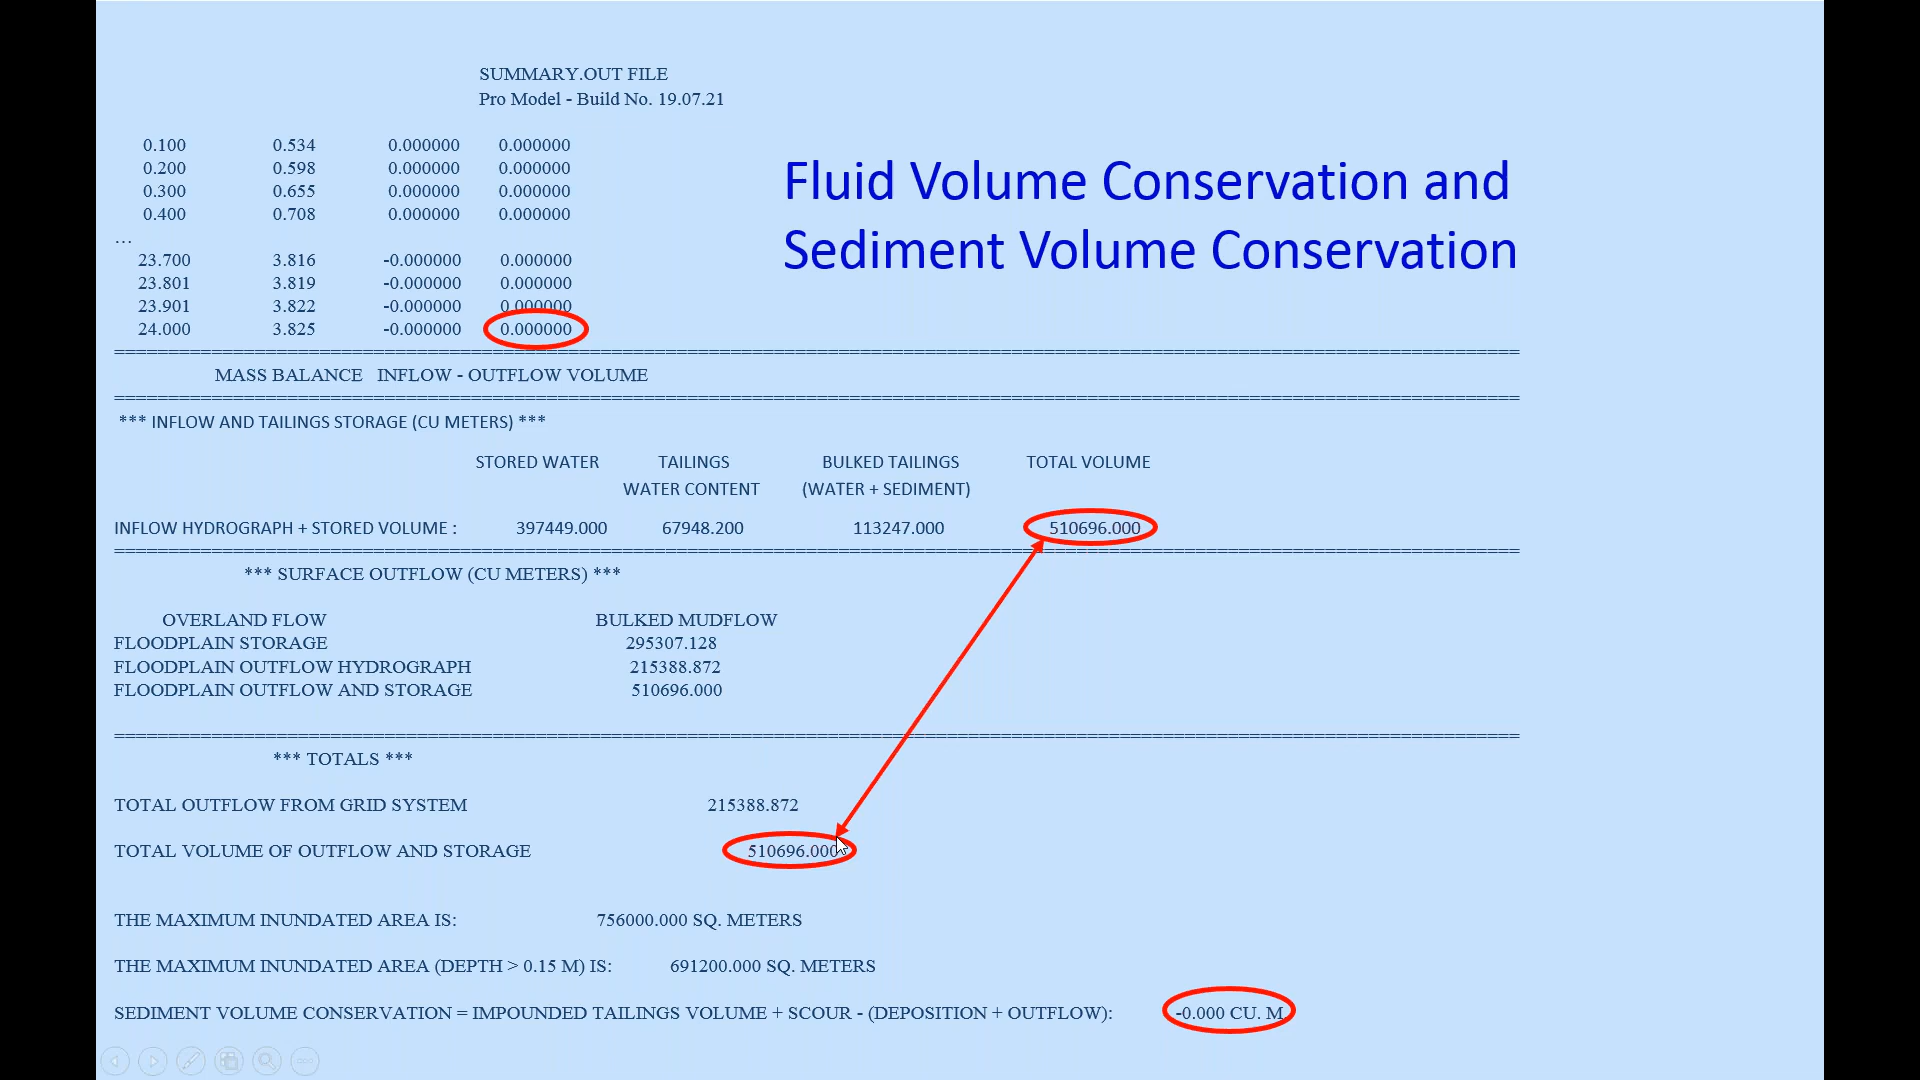 SUMMARY.OUT FILE
Pro Model - Build No. 19.07.21
0.100 0.534 0.000000 0.000000
0.200 0.598 0.000000 0.000000
0.300 0.655 0.000000 0.000000
0.400 0.708 0.000000 0.000000
…
23.700 3.816 -0.000000 0.000000
23.801 3.819 -0.000000 0.000000
23.901 3.822 -0.000000 0.000000
24.000 3.825 -0.000000 0.000000
Fluid Volume Conservation and
Sediment Volume Conservation
MASS BALANCE INFLOW - OUTFLOW VOLUME
*** INFLOW AND TAILINGS STORAGE (CU METERS) ***
STORED WATER TAILINGS BULKED TAILINGS TOTAL VOLUME
WATER CONTENT (WATER + SEDIMENT)
INFLOW HYDROGRAPH + STORED VOLUME : 397449.000 67948.200 113247.000 510696.000
*** SURFACE OUTFLOW (CU METERS) ***
OVERLAND FLOW BULKED MUDFLOW
FLOODPLAIN STORAGE 295307.128
FLOODPLAIN OUTFLOW HYDROGRAPH 215388.872
FLOODPLAIN OUTFLOW AND STORAGE 510696.000
*** TOTALS ***
TOTAL OUTFLOW FROM GRID SYSTEM 215388.872
TOTAL VOLUME OF OUTFLOW AND STORAGE 510696.000
THE MAXIMUM INUNDATED AREA IS: 756000.000 SQ. METERS
THE MAXIMUM INUNDATED AREA (DEPTH > 0.15 M) IS: 691200.000 SQ. METERS
SEDIMENT VOLUME CONSERVATION = IMPOUNDED TAILINGS VOLUME + SCOUR - (DEPOSITION + OUTFLOW): -0.000 CU. M.